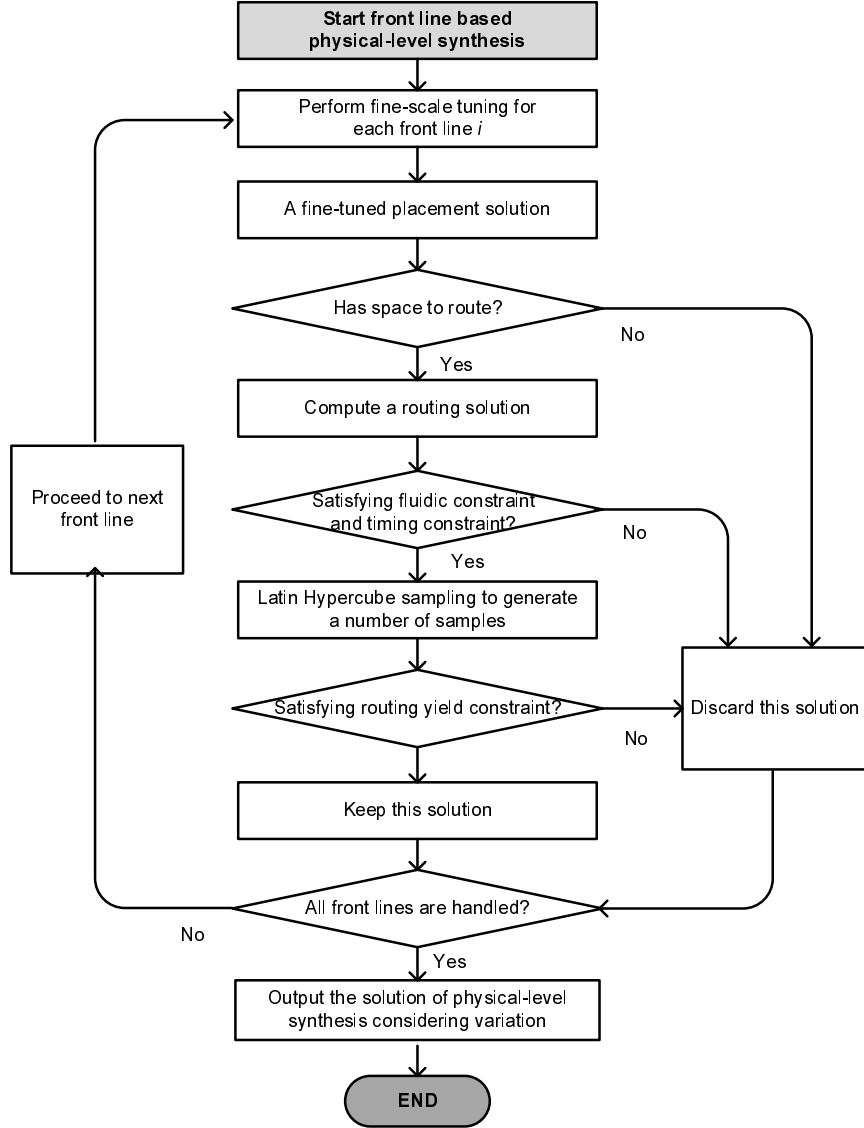 Start front line based
physical-level synthesis
Perform fine-scale tuning for
each front line i
A fine-tuned placement solution
Has space to route?
No
Yes
Compute a routing solution
Proceed to next
front line
Satisfying fluidic constraint
and timing constraint?
No
Yes
Latin Hypercube sampling to generate
a number of samples
Satisfying routing yield constraint?
No
Discard this solution
Keep this solution
All front lines are handled?
No
Yes
Output the solution of physical-level
synthesis considering variation
END